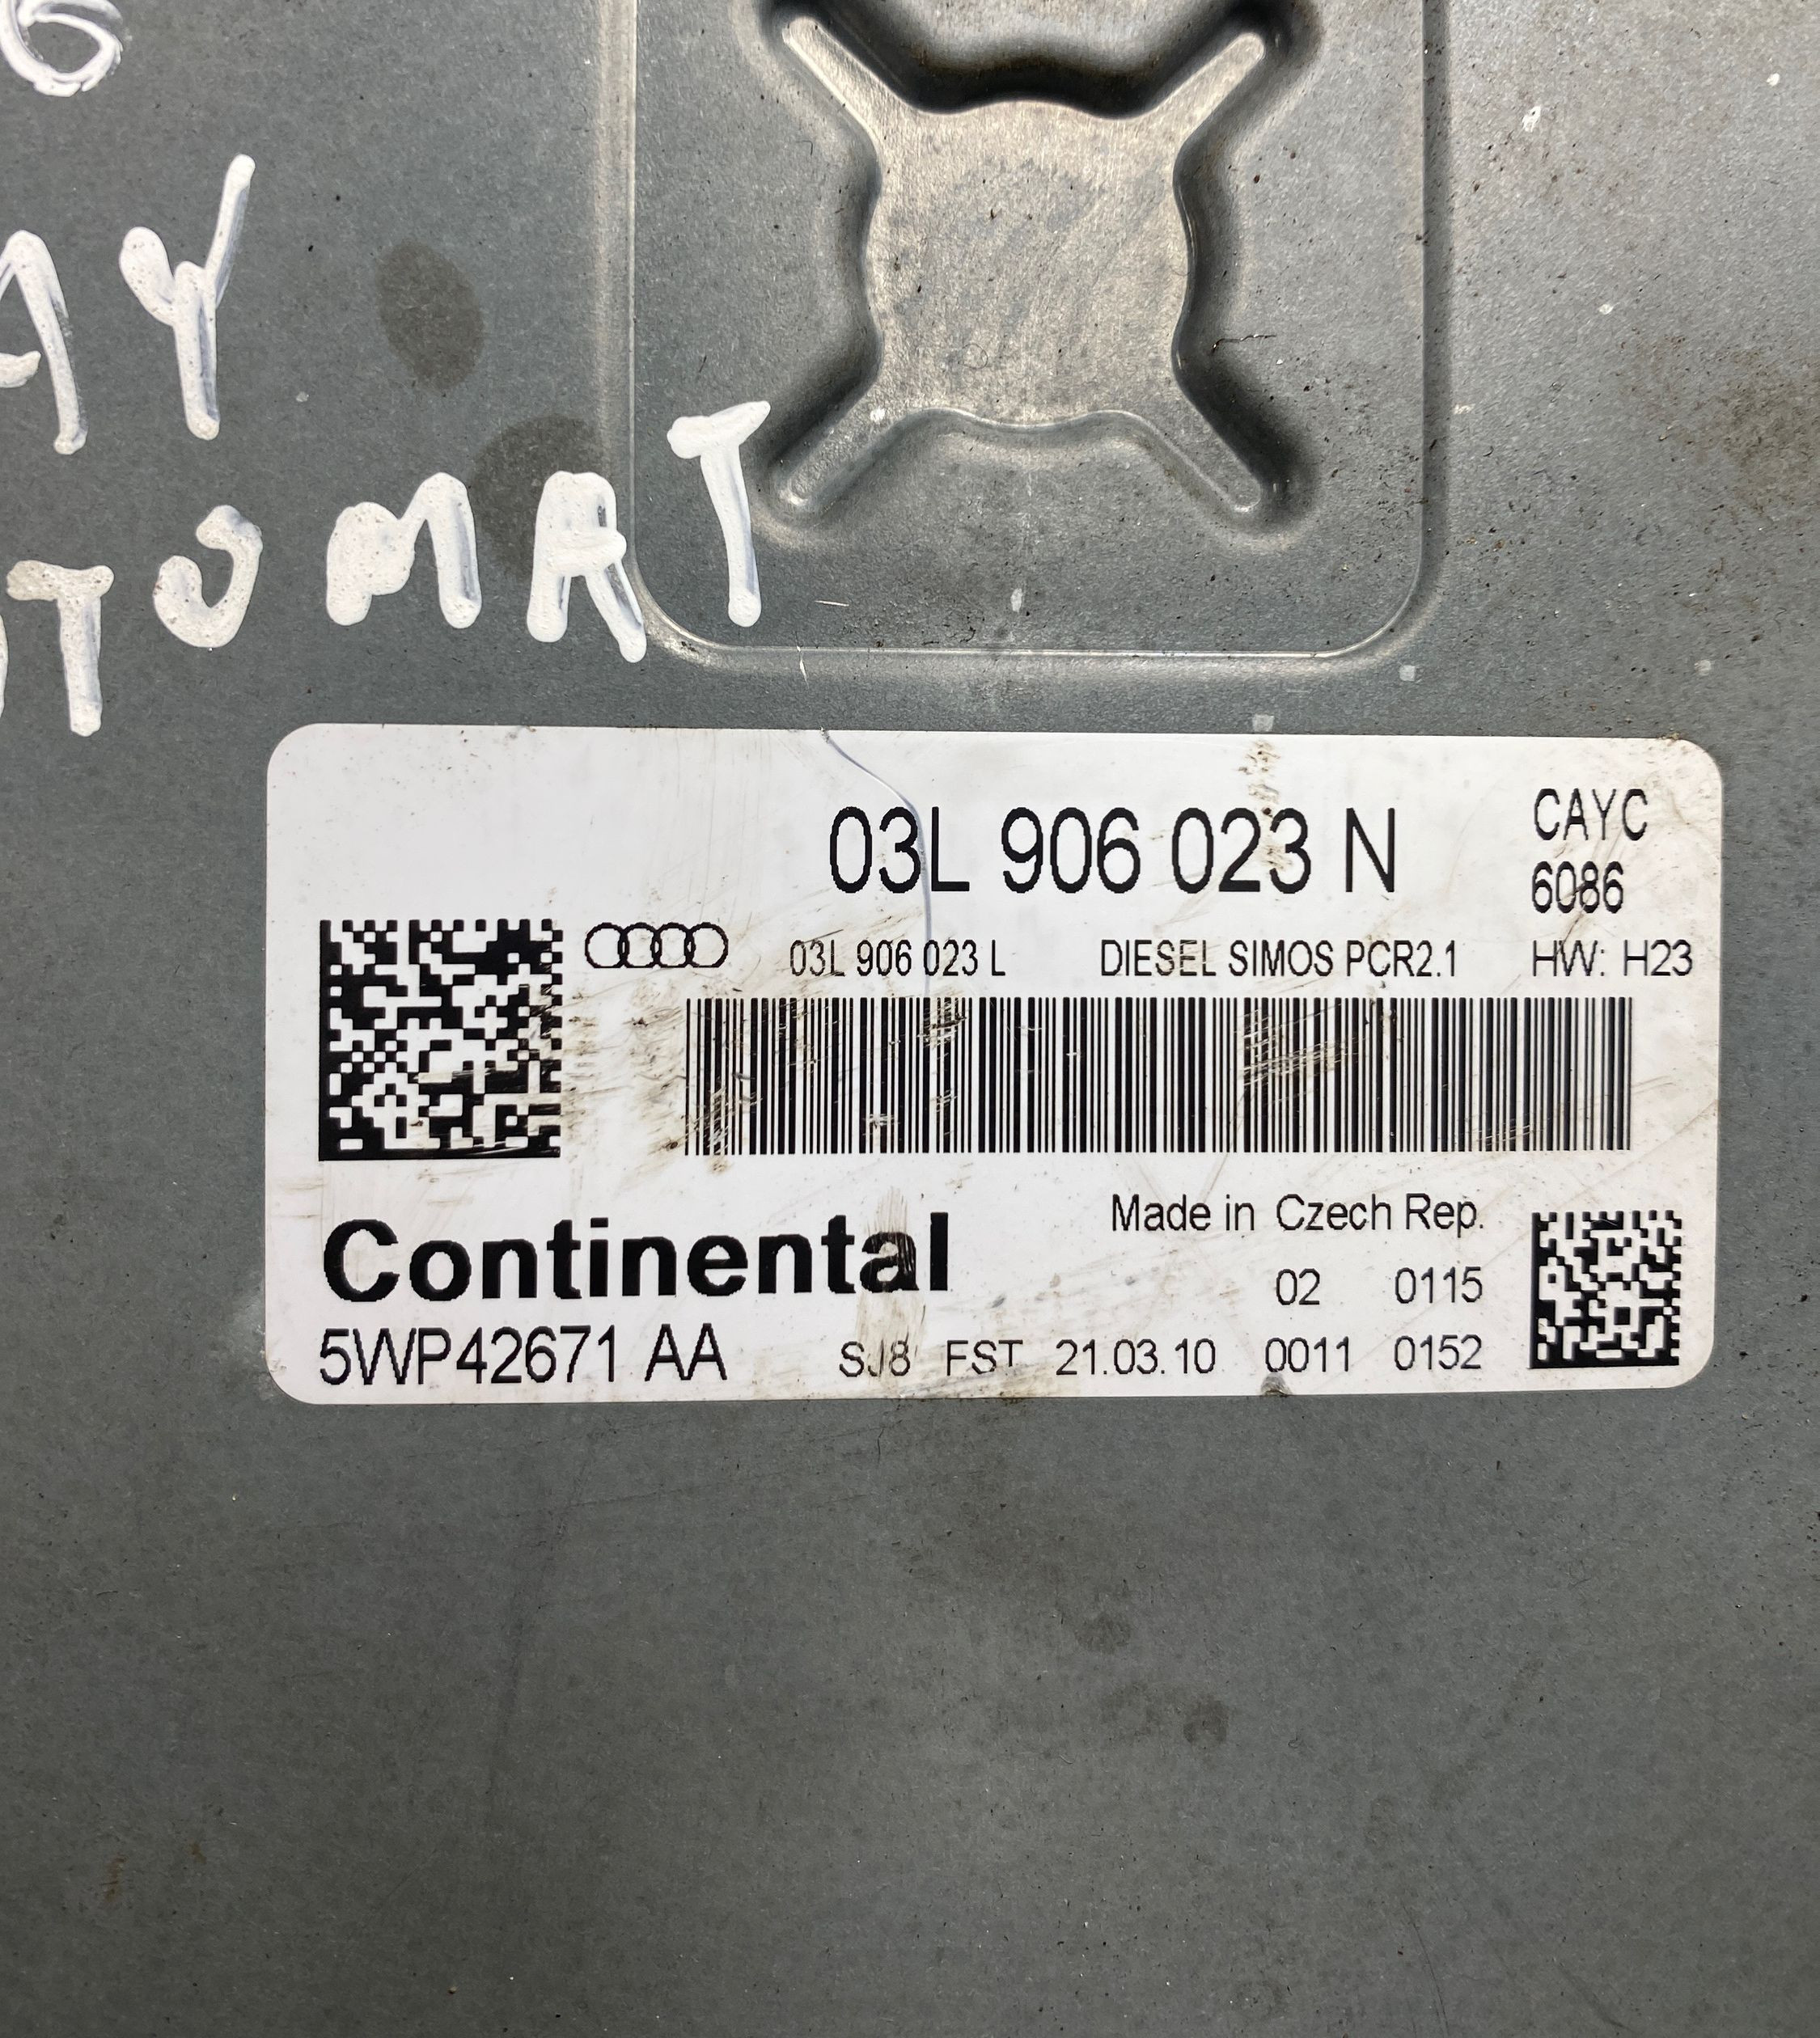 6
AY
TOMAT
03L 906 023 N
CAYC
6086
03L 906 023 L DIESEL SIMOS PCR2.1 HW: H23
Made in Czech Rep.
Continental
02 0115
5WP42671 AA SJ8 FST 21.03.10 0011 0152